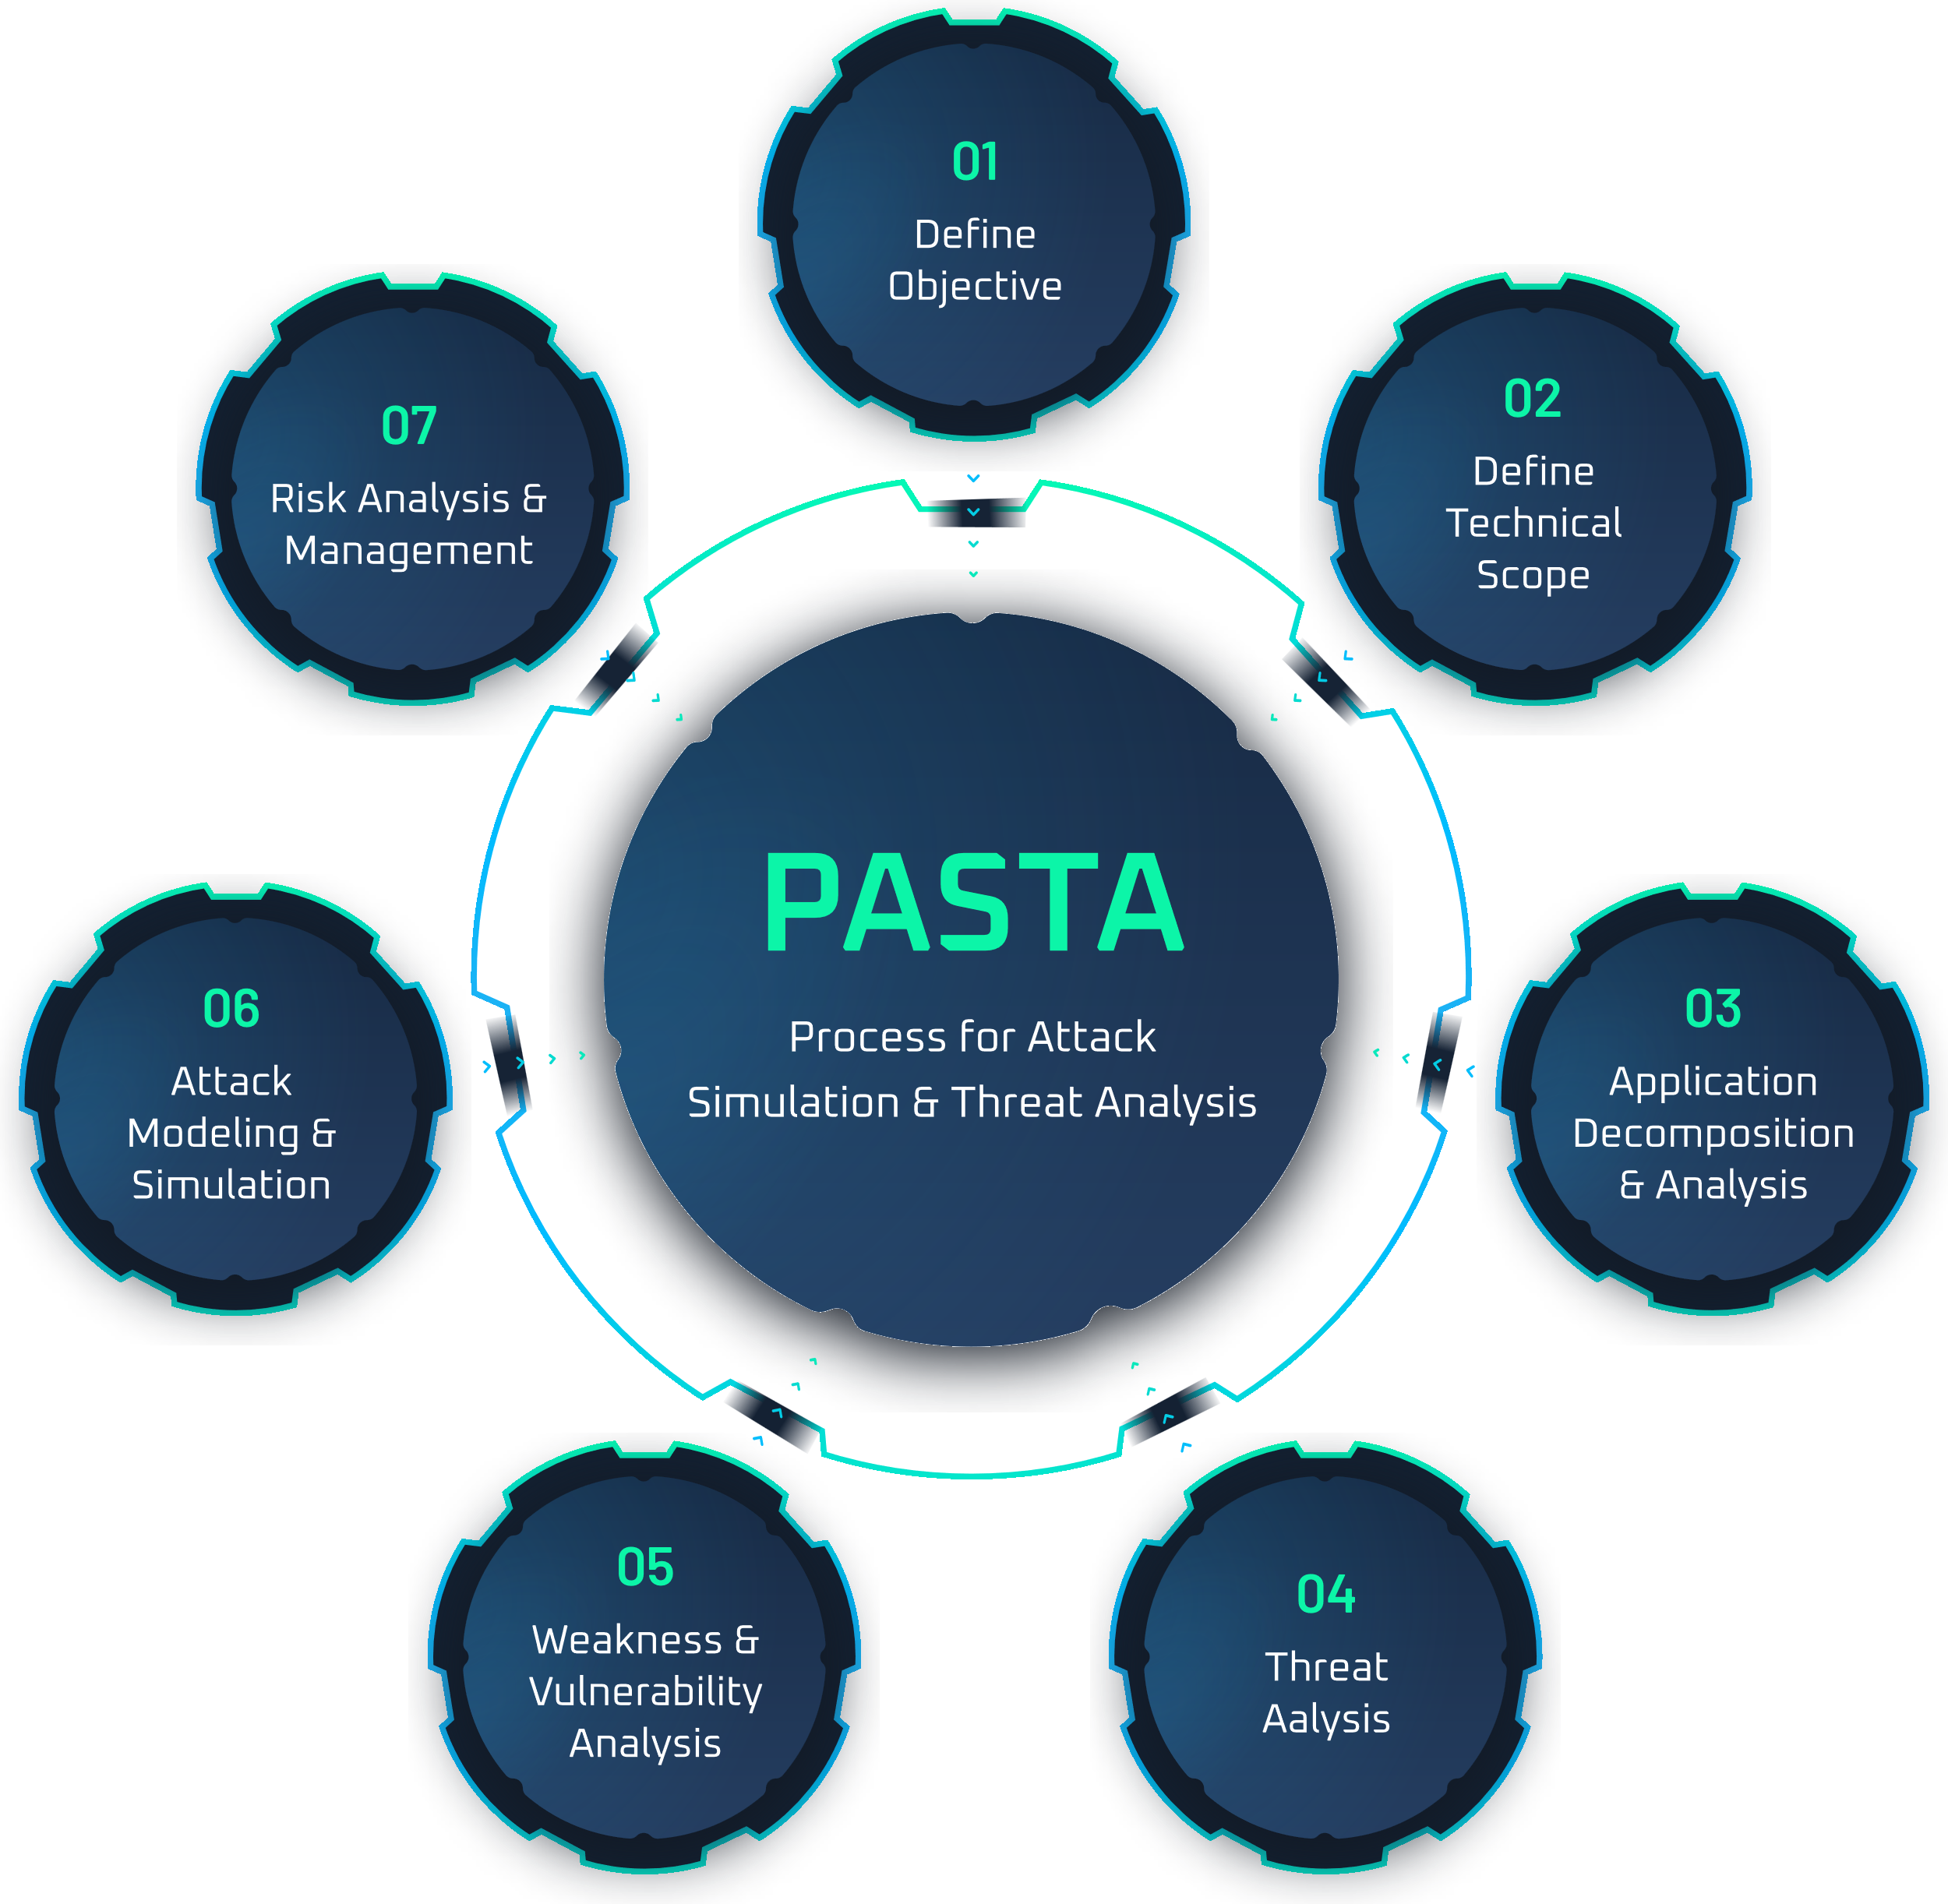 01
Define
Objective
02
Define
Technical
Scope
03
Application
Decomposition
& Analysis
04
Threat
Aalysis
05
Weakness &
Vulnerability
Analysis
06
Attack
Modeling &
Simulation
07
Risk Analysis &
Management
PASTA
Process for Attack
Simulation & Threat Analysis